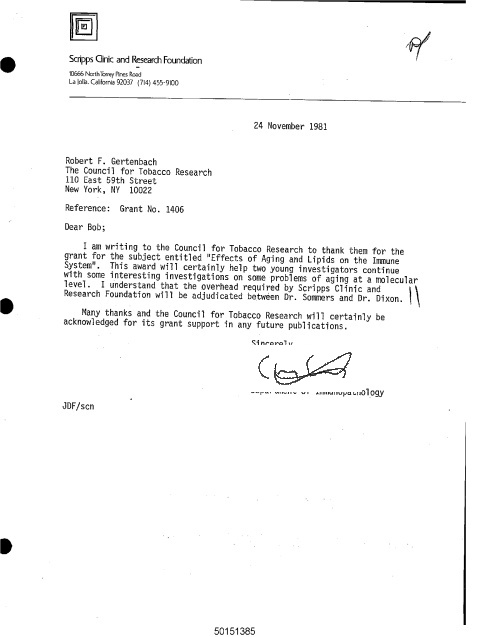 Scripps Clinic and Research Foundation
10666 North Torrey Pines Road
La Jolla, California 92037 (714) 455-9100
24 November 1981
Robert F. Gertenbach
The Council for Tobacco Research
110 East 59th Street
New York, NY 10022
Reference: Grant No. 1406
Dear Bob;
I am writing to the Council for Tobacco Research to thank them for the
grant for the subject entitled "Effects of Aging and Lipids on the Immune
System". This award will certainly help two young investigators continue
with some interesting investigations on some problems of aging at a molecular
level. I understand that the overhead required by Scripps Clinic and
Research Foundation will be adjudicated between Dr. Sommers and Dr. Dixon.
Many thanks and the Council for Tobacco Research will certainly be
acknowledged for its grant support in any future publications.
Sincerely
Department of Immunopathology
JDF/scn
50151385